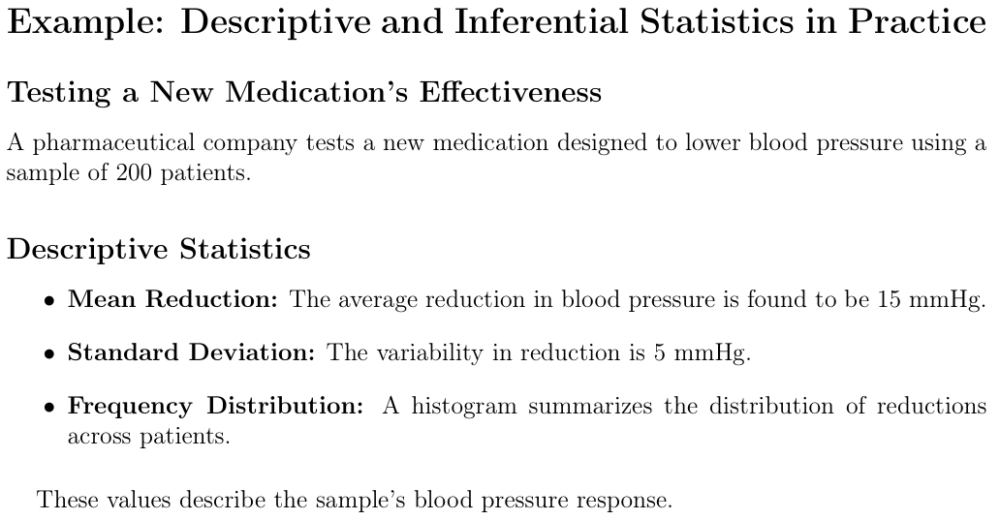 Example: Descriptive and Inferential Statistics in Practice
Testing a New Medication's Effectiveness
A pharmaceutical company tests a new medication designed to lower blood pressure using a
sample of 200 patients.
Descriptive Statistics
• Mean Reduction: The average reduction in blood pressure is found to be 15 mmHg.
• Standard Deviation: The variability in reduction is 5 mmHg.
• Frequency Distribution: A histogram summarizes the distribution of reductions
across patients.
These values describe the sample's blood pressure response.